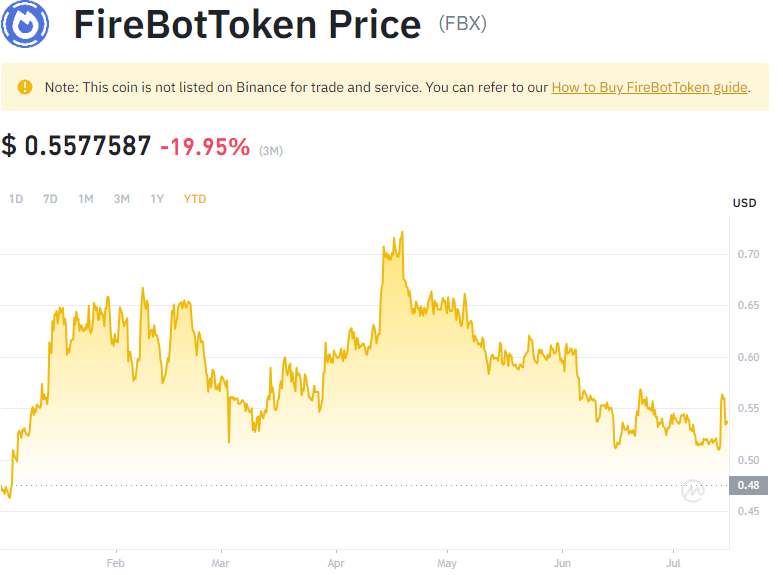 FireBotToken Price (FBX)
Note: This coin is not listed on Binance for trade and service. You can refer to our How to Buy FireBotToken guide.
$ 0.5577587 -19.95% (3M)
1D 7D 1M 3M 1Y YTD
USD
0.70
0.65
0.60
0.55
0.50
0.48
0.45
Feb Mar Apr May Jun Jul